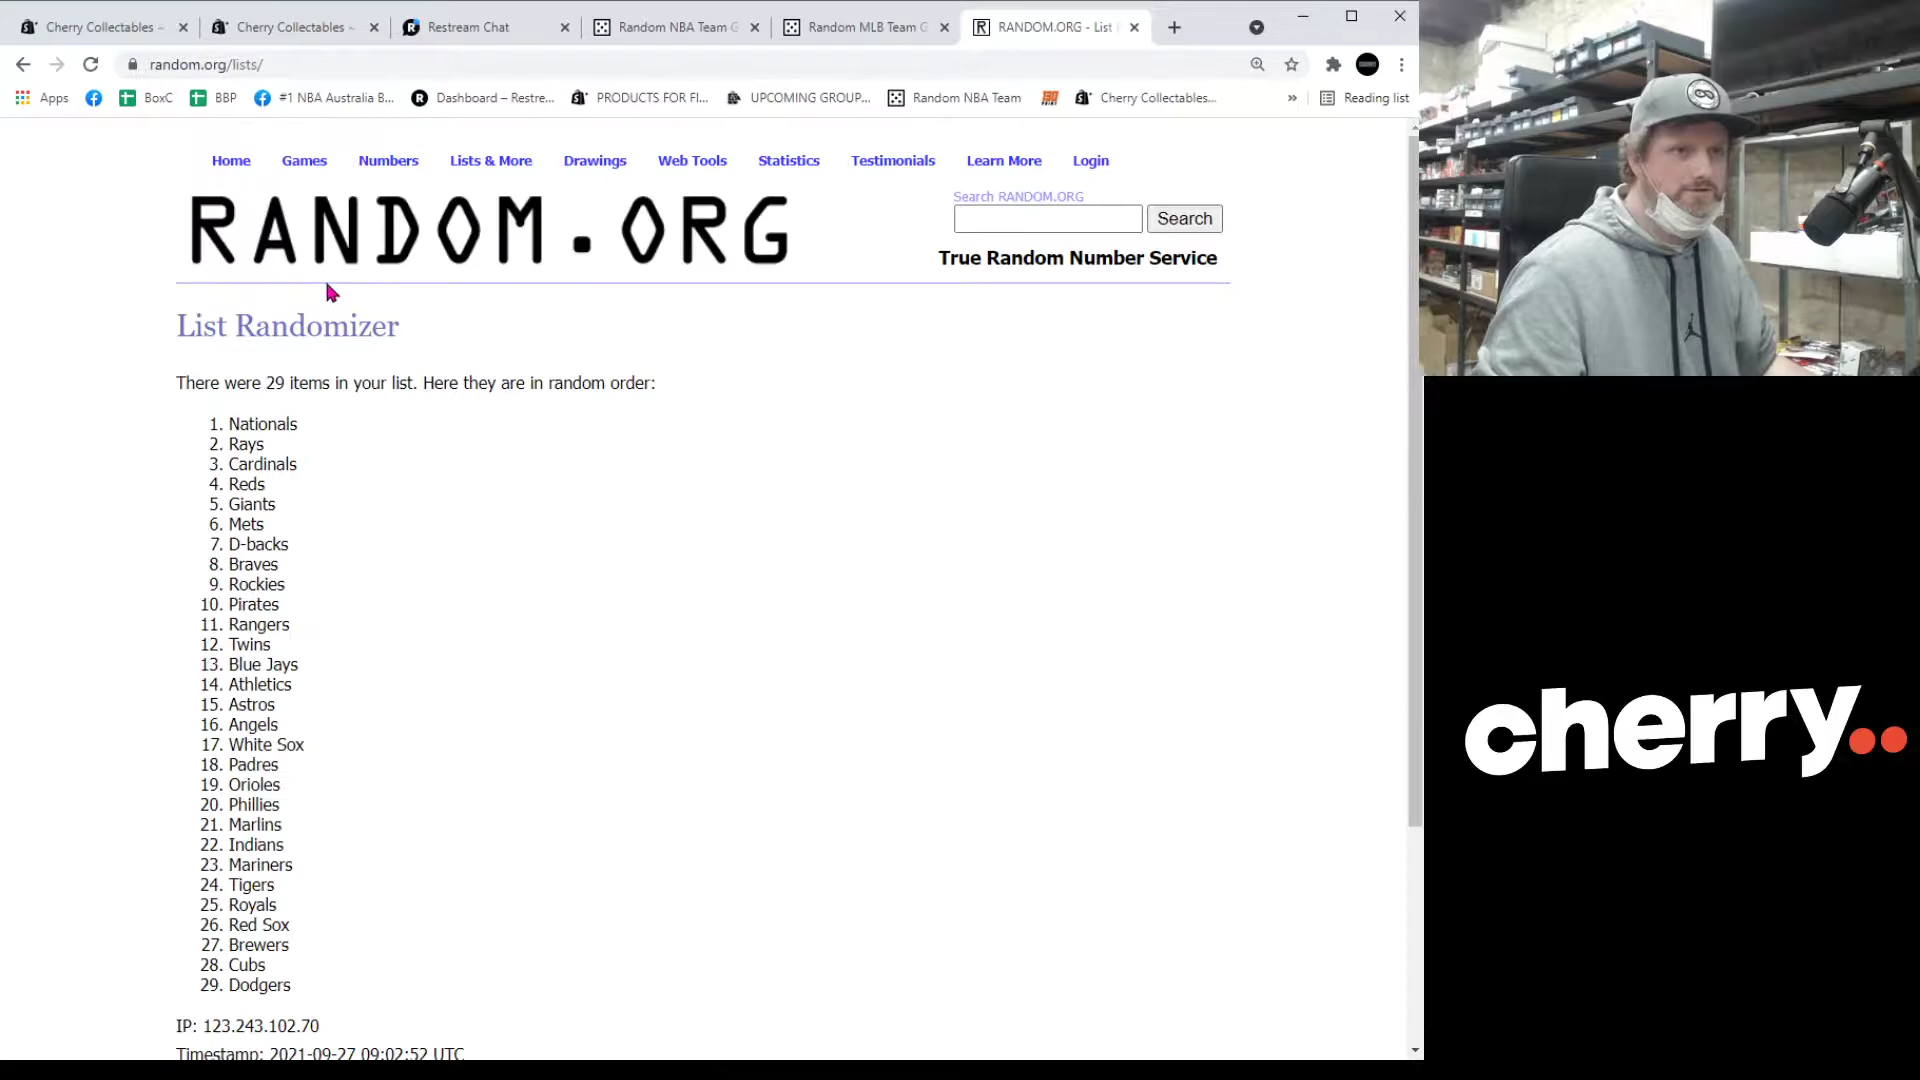 Cherry Collectables –
Cherry Collectables ~
Restream Chat
Random NBA Team G
Random MLB Team G
RANDOM.ORG - List
random.org/lists/
Apps
BoxC
BBP
#1 NBA Australia B...
Dashboard – Restre...
PRODUCTS FOR FI...
UPCOMING GROUP...
Random NBA Team
Cherry Collectables...
»
Reading list
Home Games Numbers Lists & More Drawings Web Tools Statistics Testimonials Learn More Login
RANDOM.ORG
Search RANDOM.ORG
Search
True Random Number Service
List Randomizer
There were 29 items in your list. Here they are in random order:
1. Nationals
2. Rays
3. Cardinals
4. Reds
5. Giants
6. Mets
7. D-backs
8. Braves
9. Rockies
10. Pirates
11. Rangers
12. Twins
13. Blue Jays
14. Athletics
15. Astros
16. Angels
17. White Sox
18. Padres
19. Orioles
20. Phillies
21. Marlins
22. Indians
23. Mariners
24. Tigers
25. Royals
26. Red Sox
27. Brewers
28. Cubs
29. Dodgers
IP: 123.243.102.70
Timestamp: 2021-09-27 09:02:52 UTC
cherry..